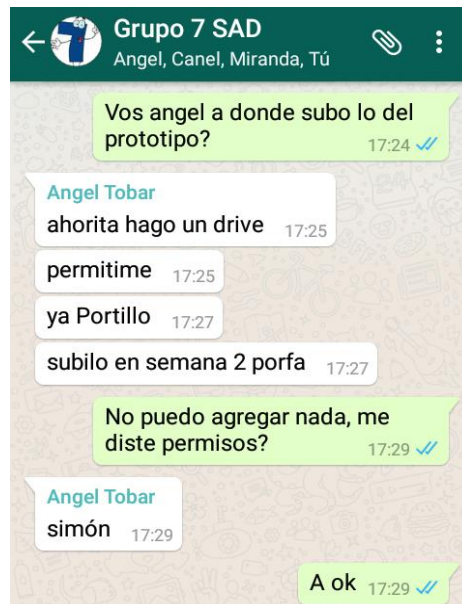 Grupo 7 SAD
Angel, Canel, Miranda, Tú
Vos angel a donde subo lo del
prototipo?
17:24
Angel Tobar
ahorita hago un drive 17:25
permitime 17:25
ya Portillo 17:27
subilo en semana 2 porfa 17:27
No puedo agregar nada, me
diste permisos?
17:29
Angel Tobar
simón 17:29
A ok 17:29